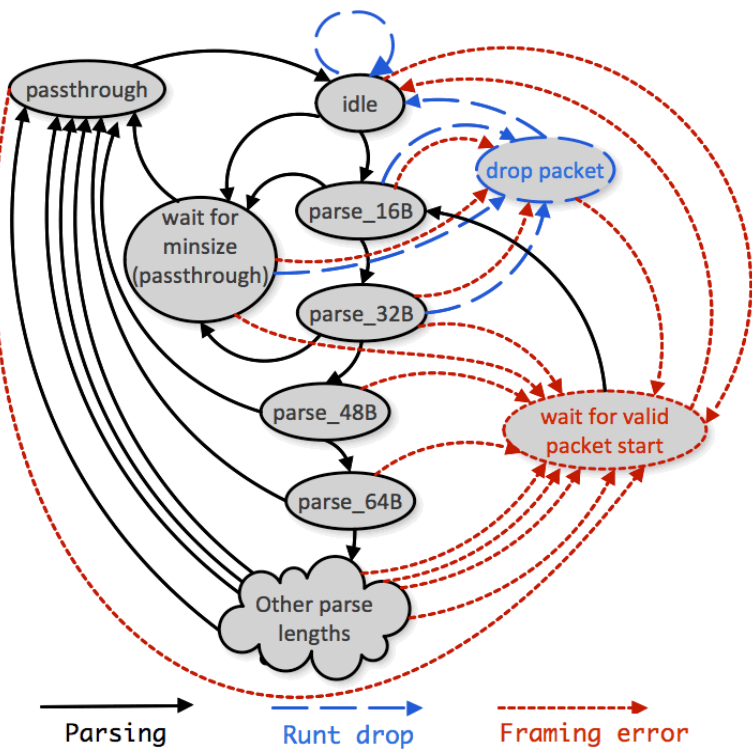 passthrough
idle
drop packet
parse_16B
wait for
minsize
(passthrough)
parse_32B
parse_48B
wait for valid
packet start
parse_64B
Other parse
lengths
Parsing
Runt drop
Framing error